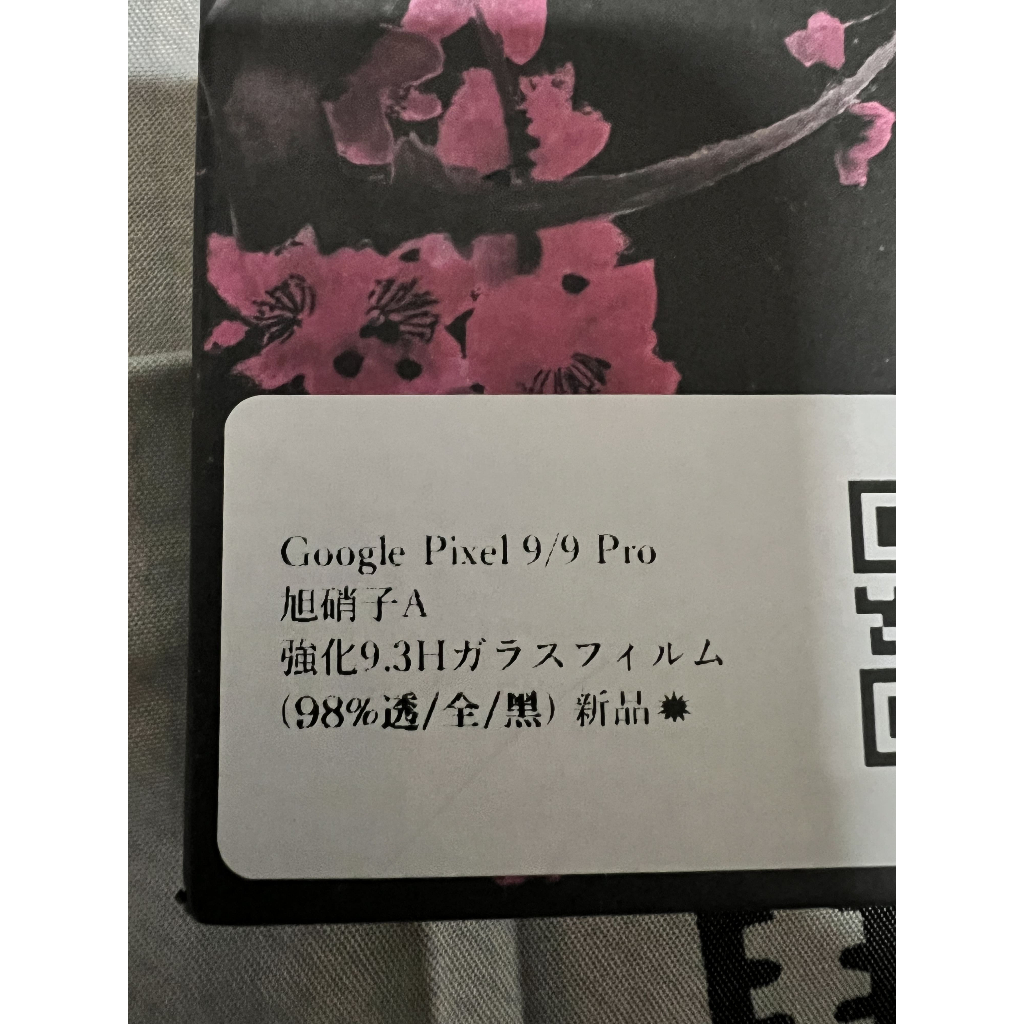 Google Pixel 9/9 Pro
旭硝子A
強化9.3Hガラスフィルム
(98%透/全/黒) 新品✹